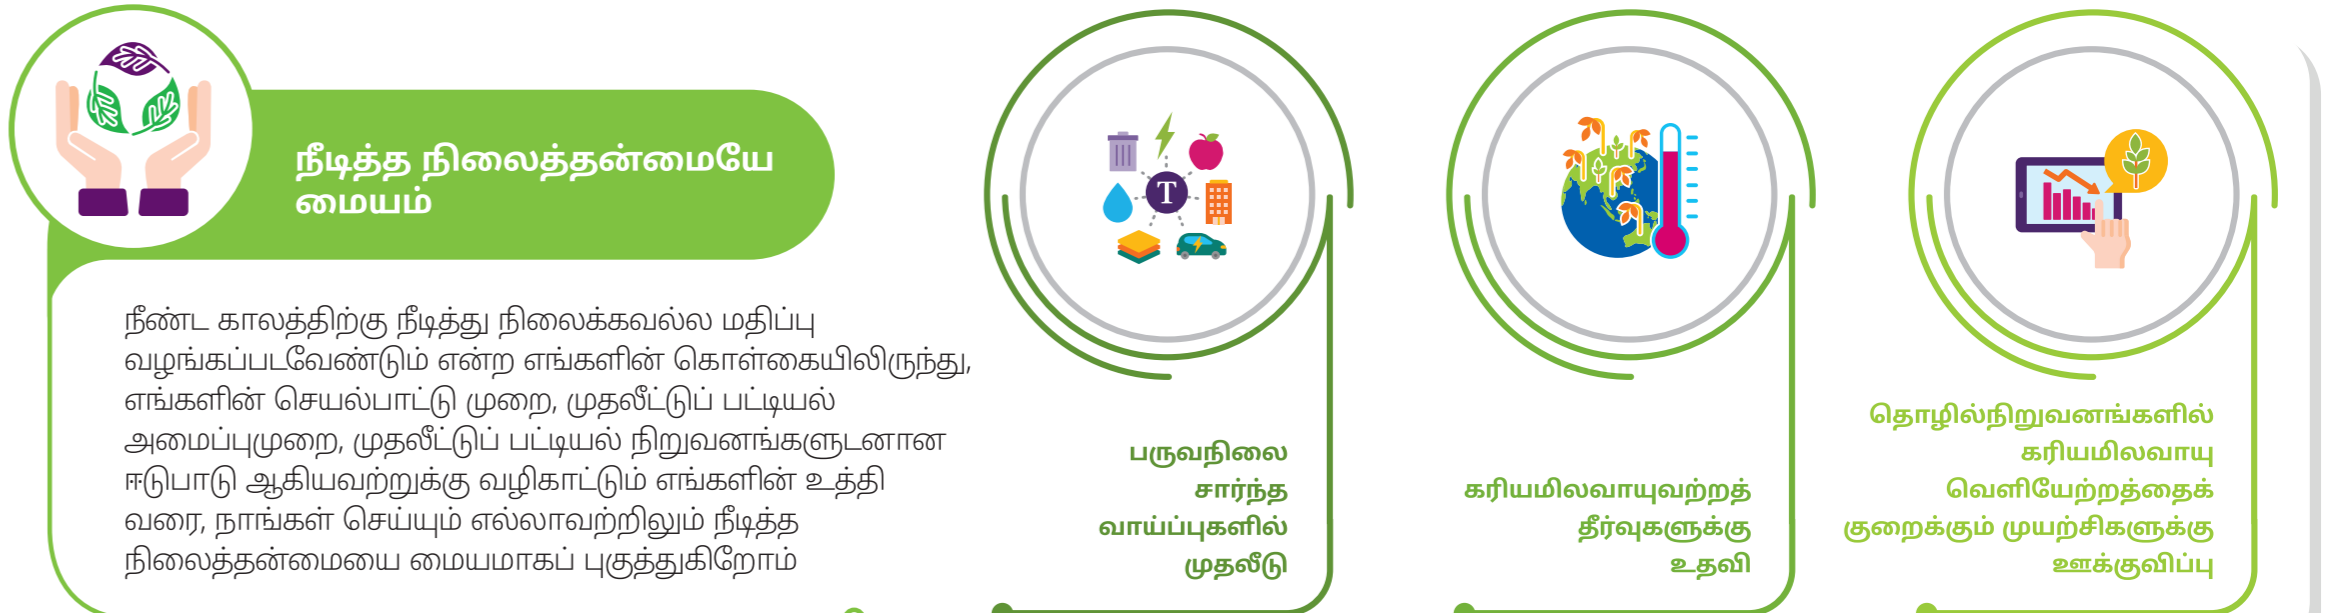 நீடித்த நிலைத்தன்மையே
மையம்
நீண்ட காலத்திற்கு நீடித்து நிலைக்கவல்ல மதிப்பு
வழங்கப்படவேண்டும் என்ற எங்களின் கொள்கையிலிருந்து,
எங்களின் செயல்பாட்டு முறை, முதலீட்டுப் பட்டியல்
அமைப்புமுறை, முதலீட்டுப் பட்டியல் நிறுவனங்களுடனான
ஈடுபாடு ஆகியவற்றுக்கு வழிகாட்டும் எங்களின் உத்தி
வரை, நாங்கள் செய்யும் எல்லாவற்றிலும் நீடித்த
நிலைத்தன்மையை மையமாகப் புகுத்துகிறோம்
T
பருவநிலை
சார்ந்த
வாய்ப்புகளில்
முதலீடு
கரியமிலவாயுவற்றத்
தீர்வுகளுக்கு
உதவி
தொழில்நிறுவனங்களில்
கரியமிலவாயு
வெளியேற்றத்தைக்
குறைக்கும் முயற்சிகளுக்கு
ஊக்குவிப்பு